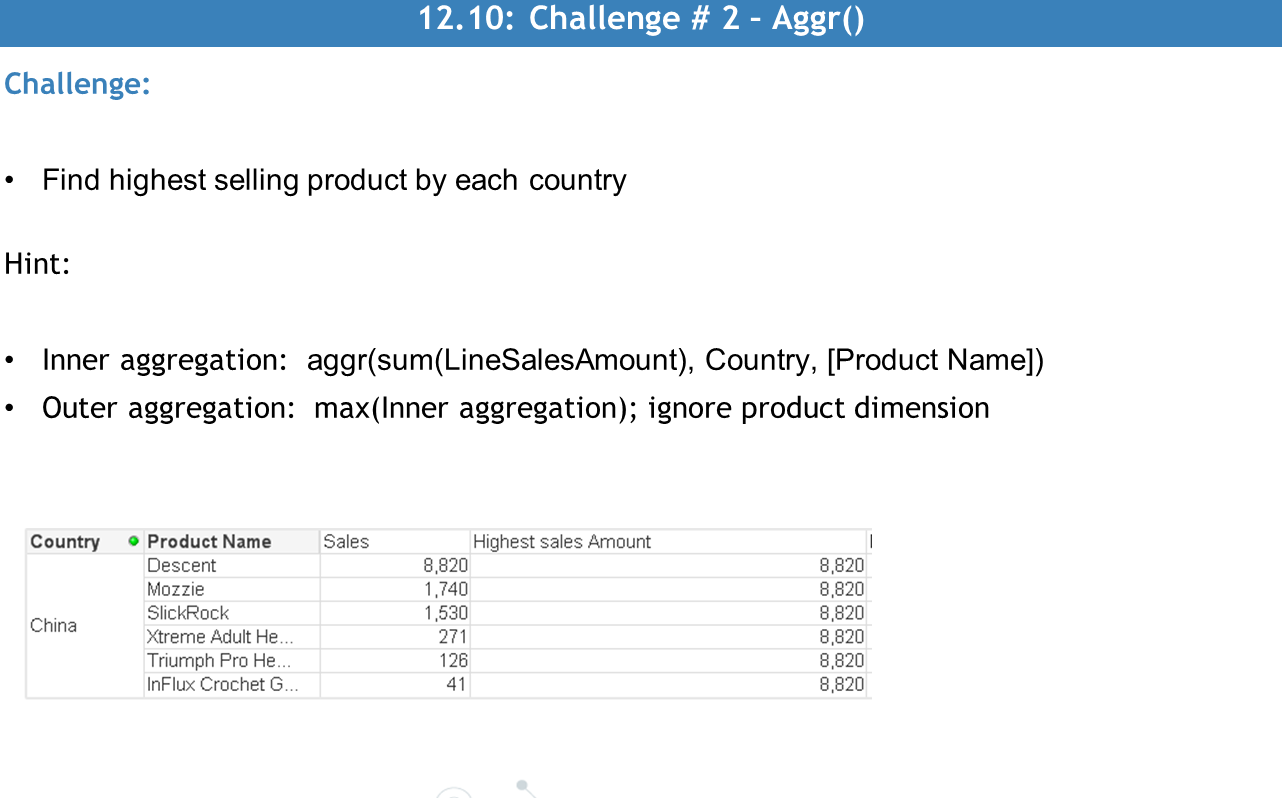 12.10: Challenge # 2 – Aggr()
Challenge:
• Find highest selling product by each country
Hint:
• Inner aggregation: aggr(sum(LineSalesAmount), Country, [Product Name])
• Outer aggregation: max(Inner aggregation); ignore product dimension
Country Product Name Sales Highest sales Amount
Descent 8,820 8,820
Mozzie 1,740 8,820
SlickRock 1,530 8,820
China
Xtreme Adult He... 271 8,820
Triumph Pro He... 126 8,820
InFlux Crochet G... 41 8,820